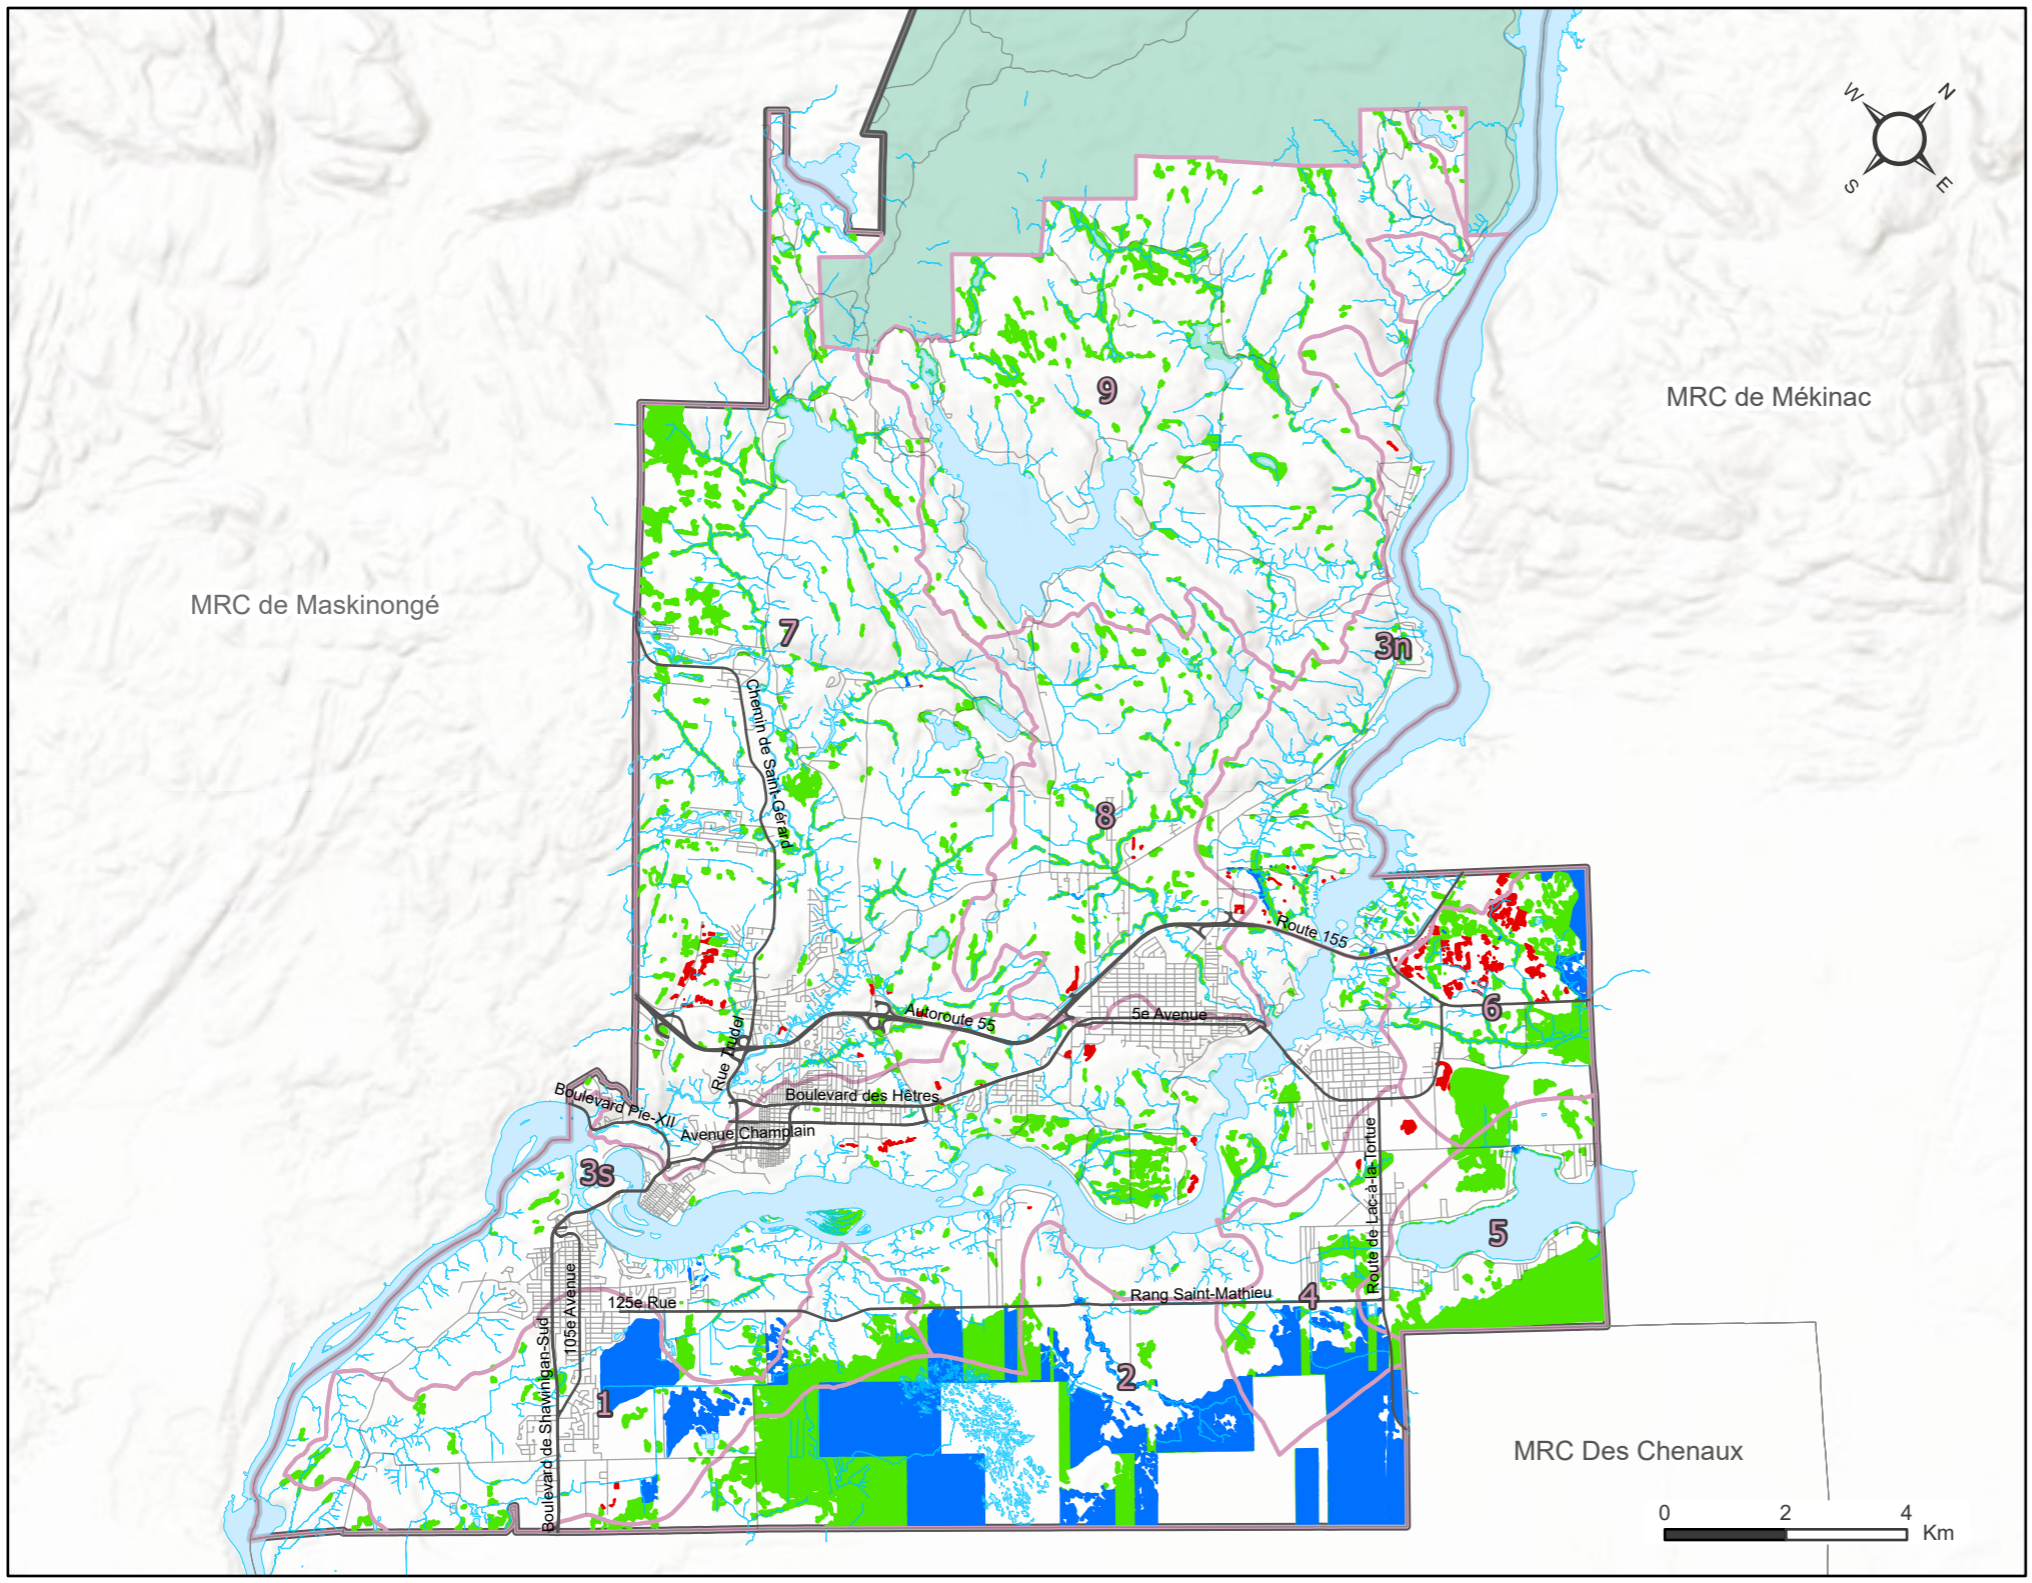 W
N
S
E
MRC de Mékinac
9
MRC de Maskinongé
7
3n
Chemin de Saint-Gérard
8
Route 155
6
Autoroute 55
5e Avenue
Rue Trudel
Boulevard Pie-XII
Boulevard des Hêtres
Avenue Champlain
3s
Route de Lac-à-la-Tortue
5
125e Rue
105e Avenue
Rang Saint-Mathieu
4
2
1
Boulevard de Shawinigan-Sud
MRC Des Chenaux
0 2 4
Km